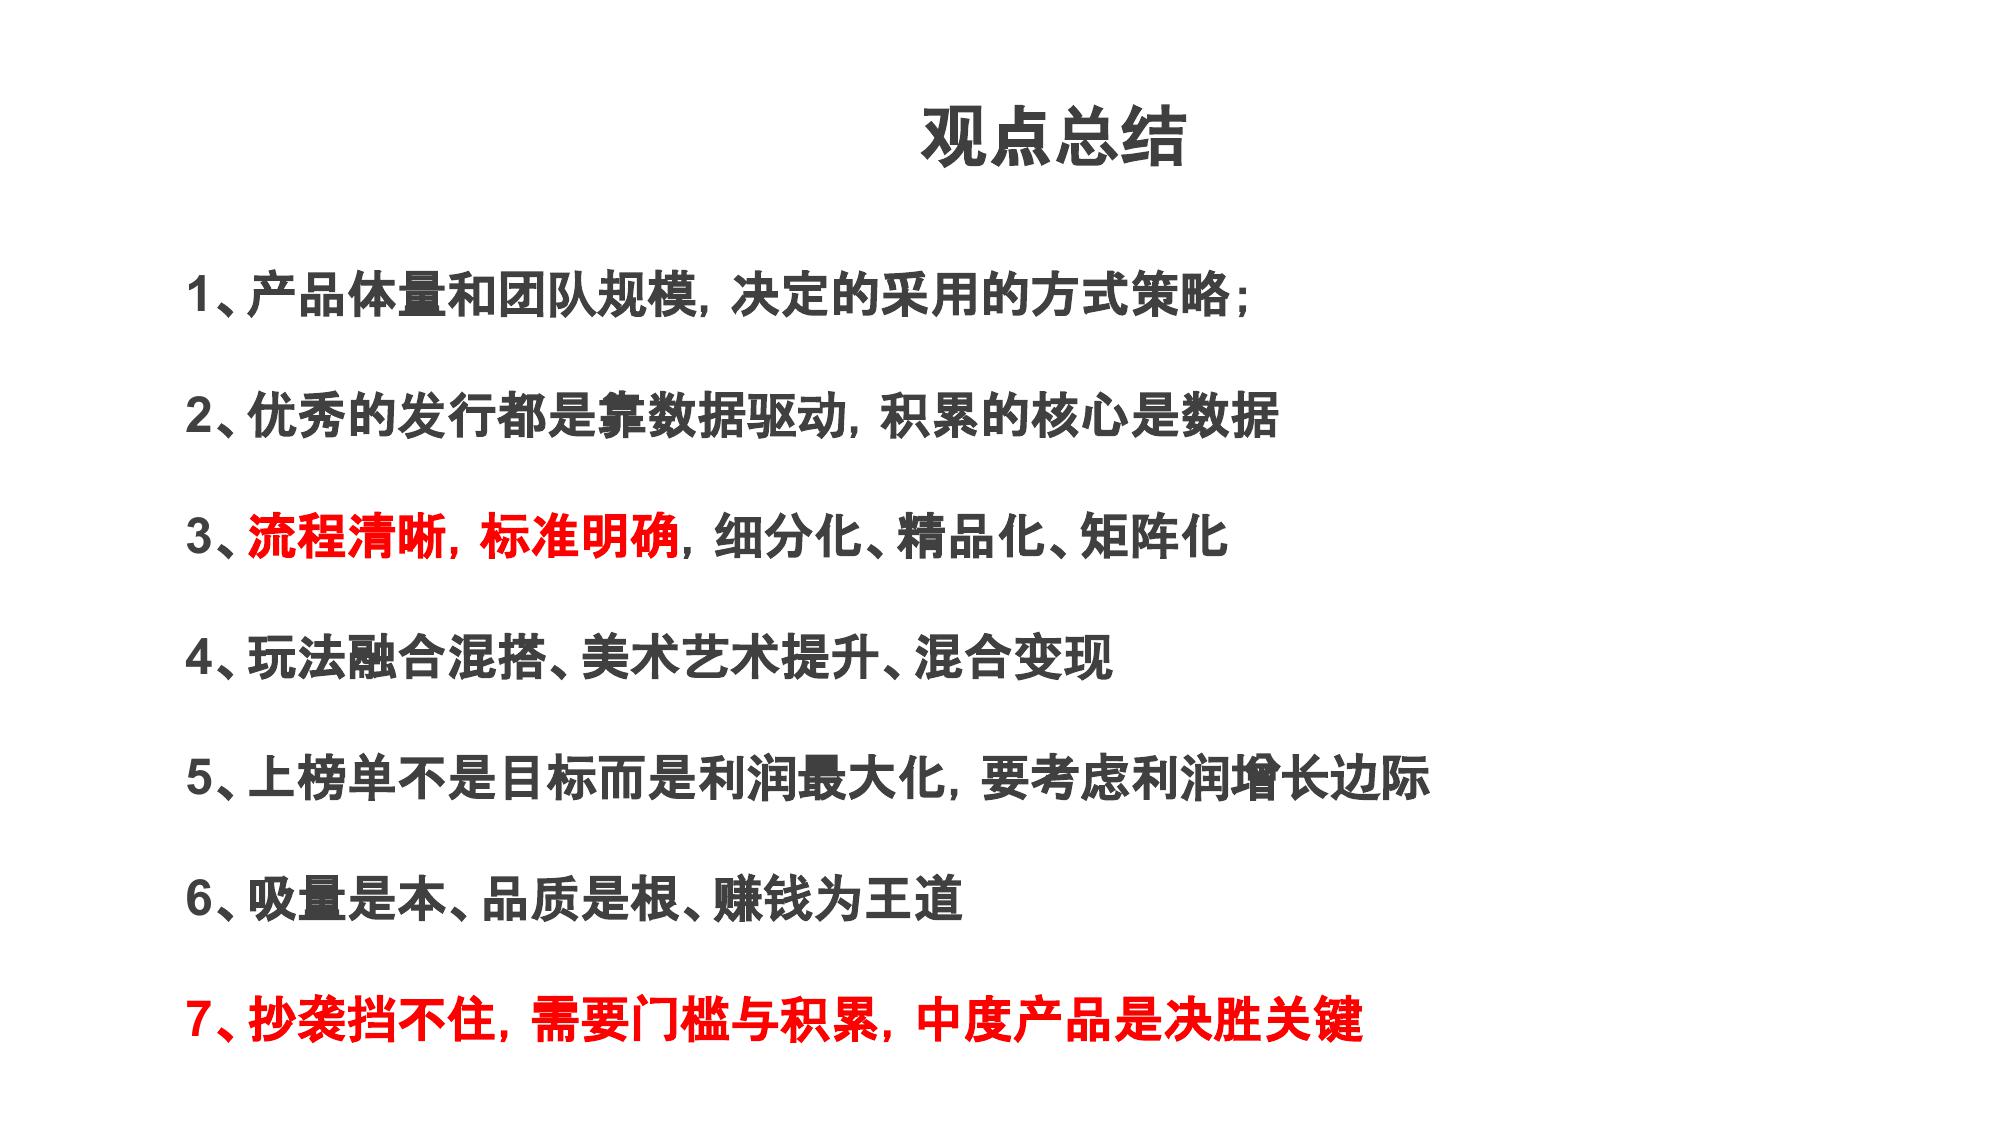 观点总结
1、产品体量和团队规模，决定的采用的方式策略；
2、优秀的发行都是靠数据驱动，积累的核心是数据
3、流程清晰，标准明确，细分化、精品化、矩阵化
4、玩法融合混搭、美术艺术提升、混合变现
5、上榜单不是目标而是利润最大化，要考虑利润增长边际
6、吸量是本、品质是根、赚钱为王道
7、抄袭挡不住，需要门槛与积累，中度产品是决胜关键